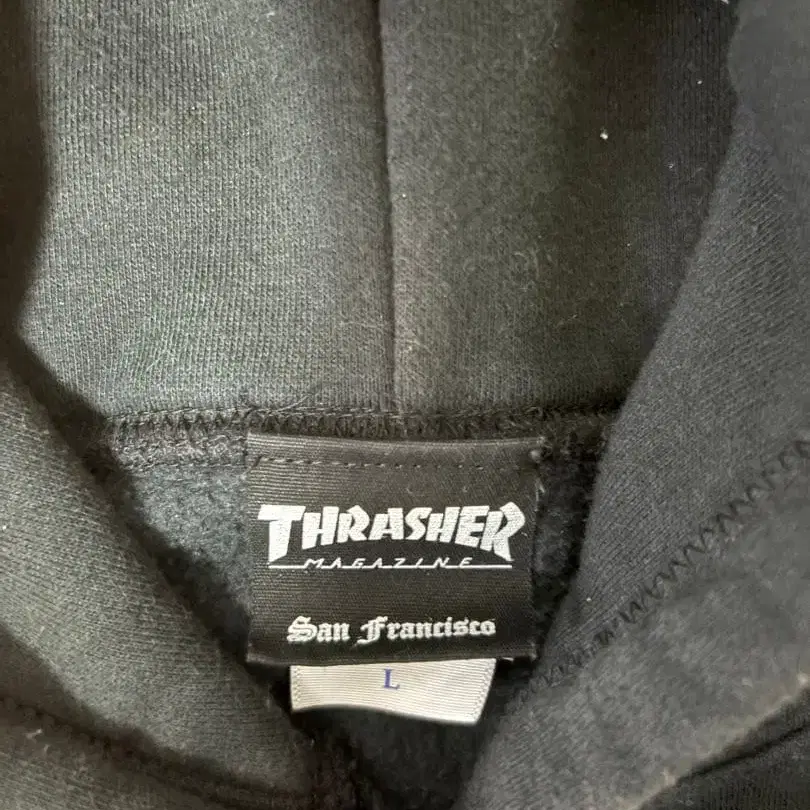 THRASHER
MAGAZINE
San Francisco
L